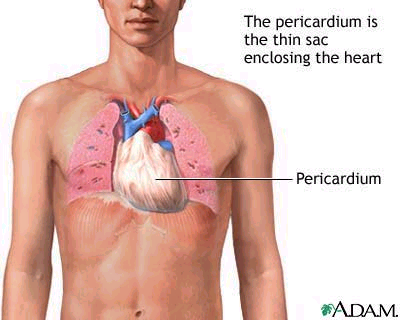 The pericardium is
the thin sac
enclosing the heart
Pericardium
A.D.A.M.